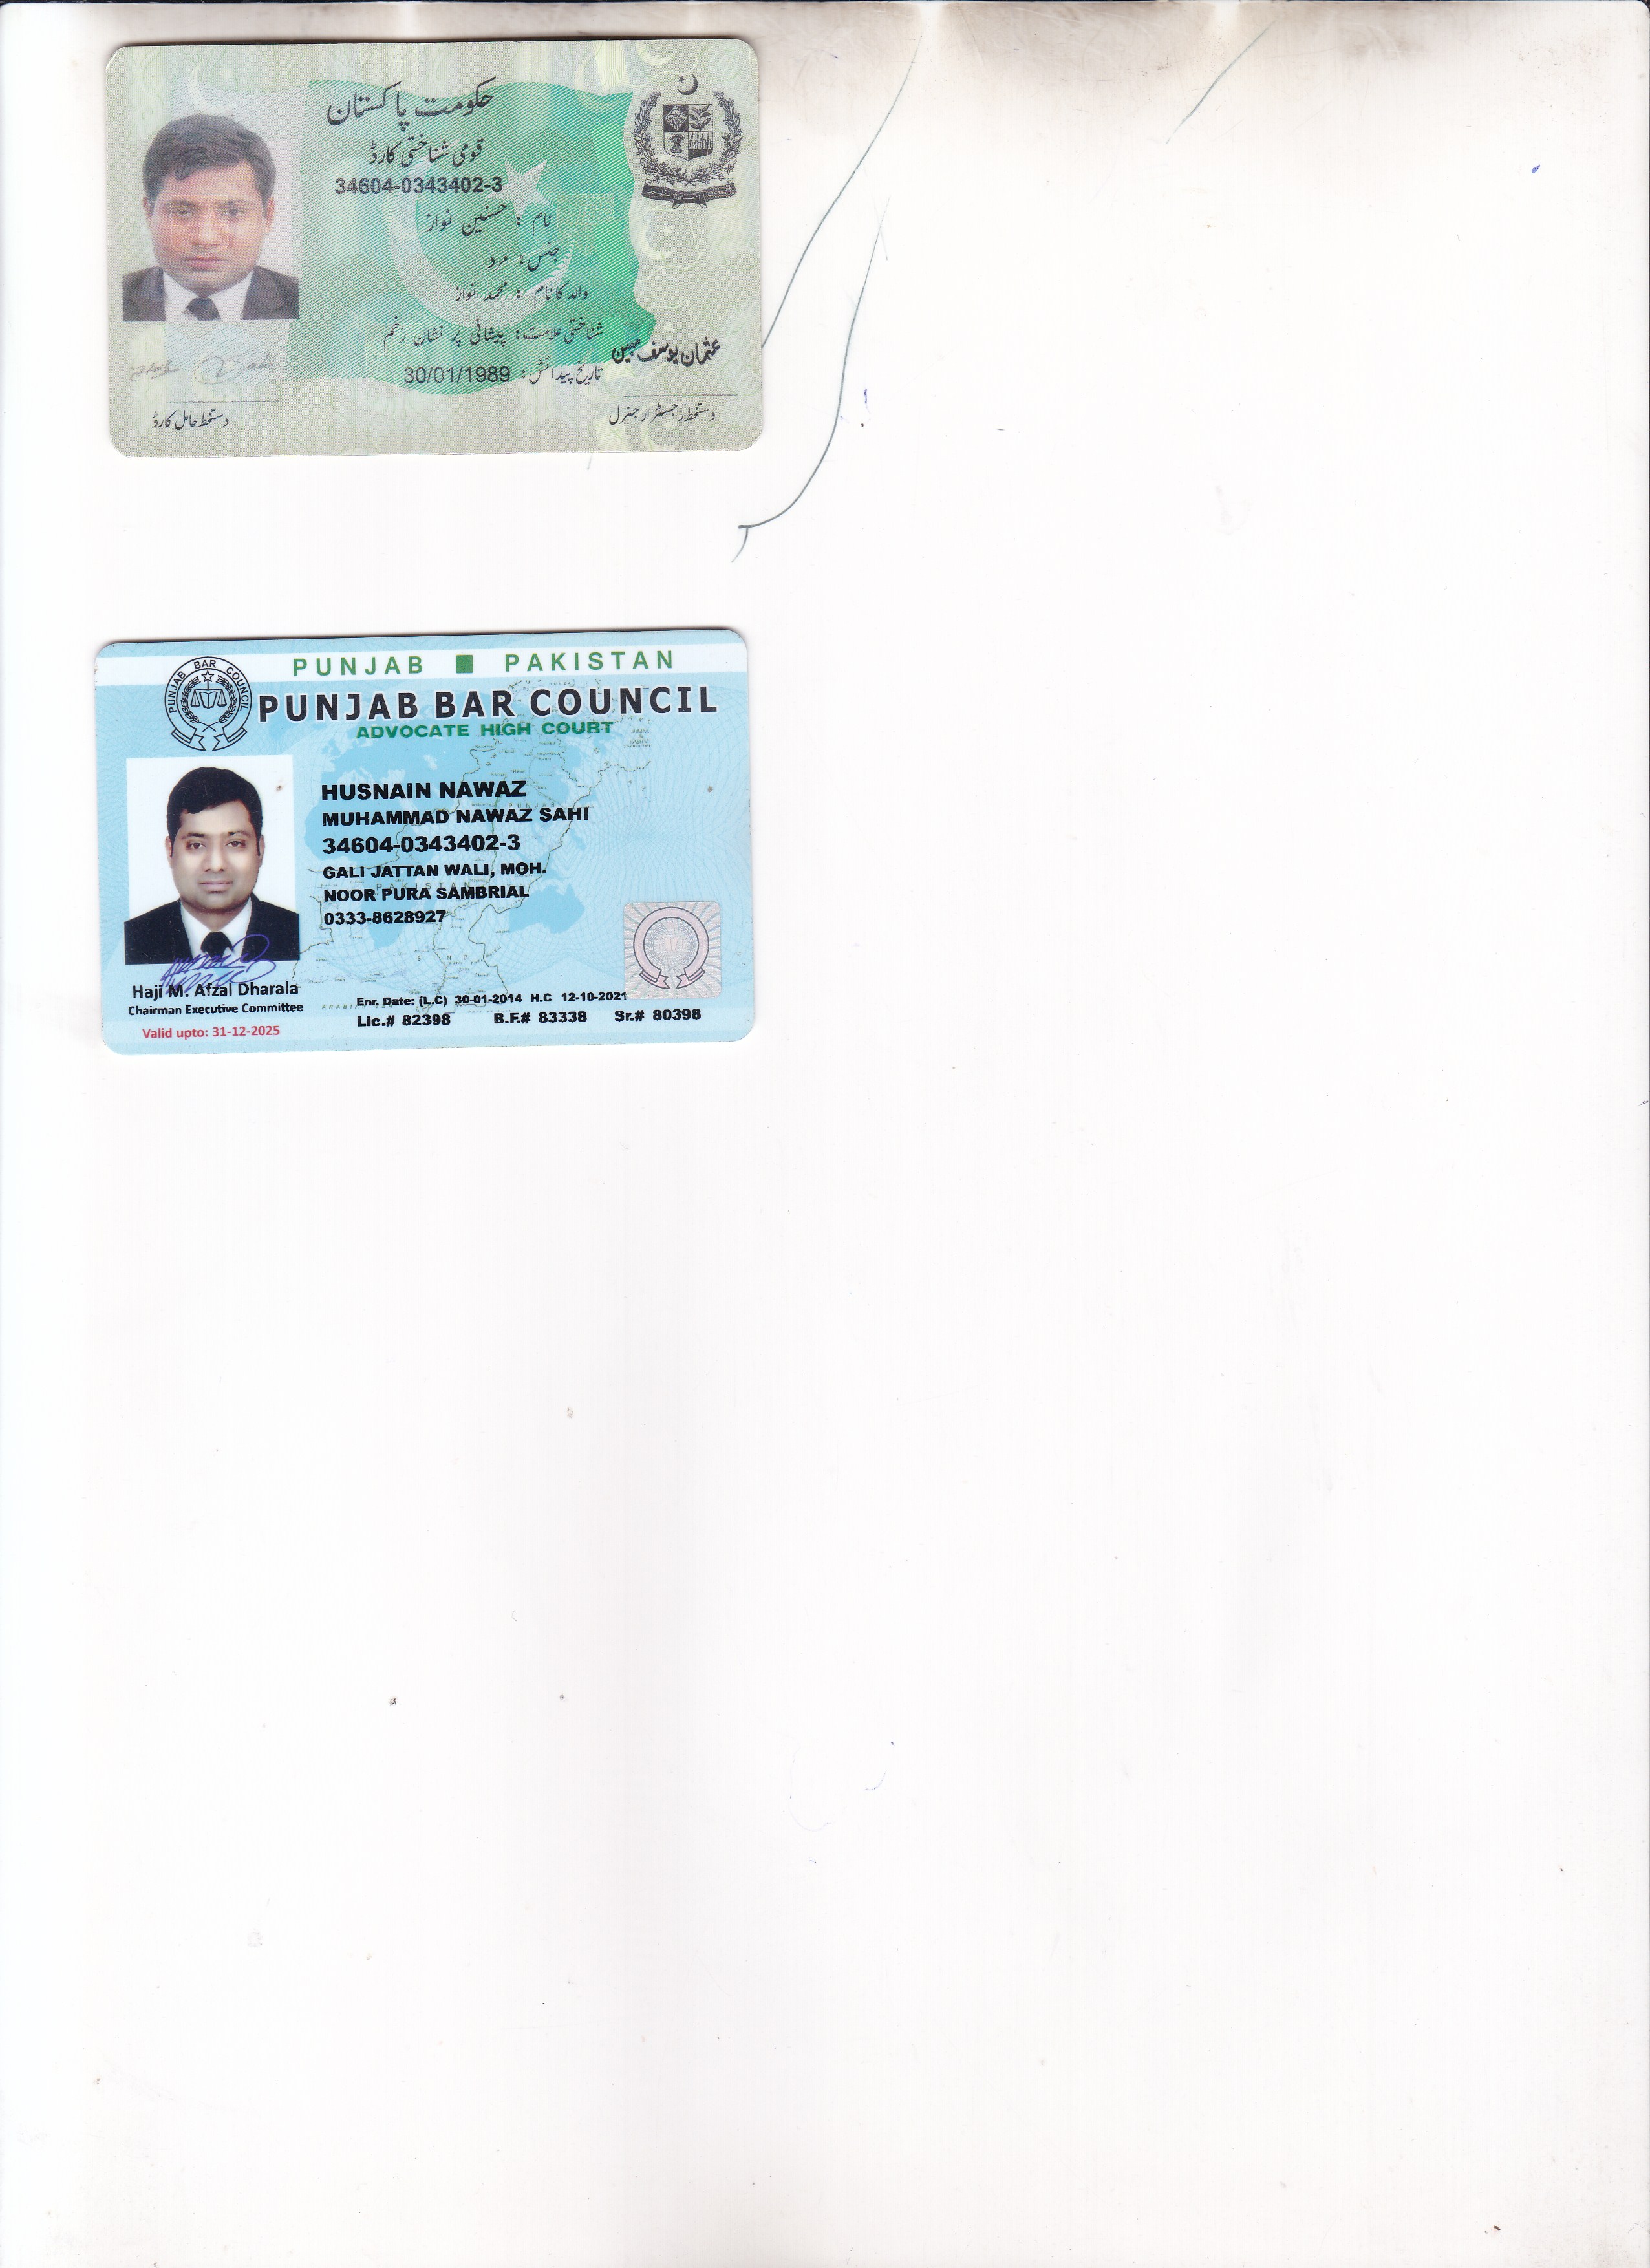 حکومت پاکستان
قومی شناختی کارڈ
34604-0343402-3
نام : حسنین نواز
جنس : مرد
والد کا نام : محمد نواز
شناختی علامت : پیشانی پر نشان زخم
تاریخ پیدائش : 30/01/1989
عثمان یوسف مبین
دستخط حامل کارڈ
دستخط رجسٹرار جنرل
PUNJAB PAKISTAN
PUNJAB BAR COUNCIL
PUNJAB BAR COUNCIL
ADVOCATE HIGH COURT
HUSNAIN NAWAZ
MUHAMMAD NAWAZ SAHI
34604-0343402-3
GALI JATTAN WALI, MOH.
NOOR PURA SAMBRIAL
0333-8628927
Haji M. Afzal Dharala
Chairman Executive Committee
Valid upto: 31-12-2025
Enr. Date: (L.C) 30-01-2014 H.C 12-10-2021
Lic.# 82398 B.F.# 83338 Sr.# 80398